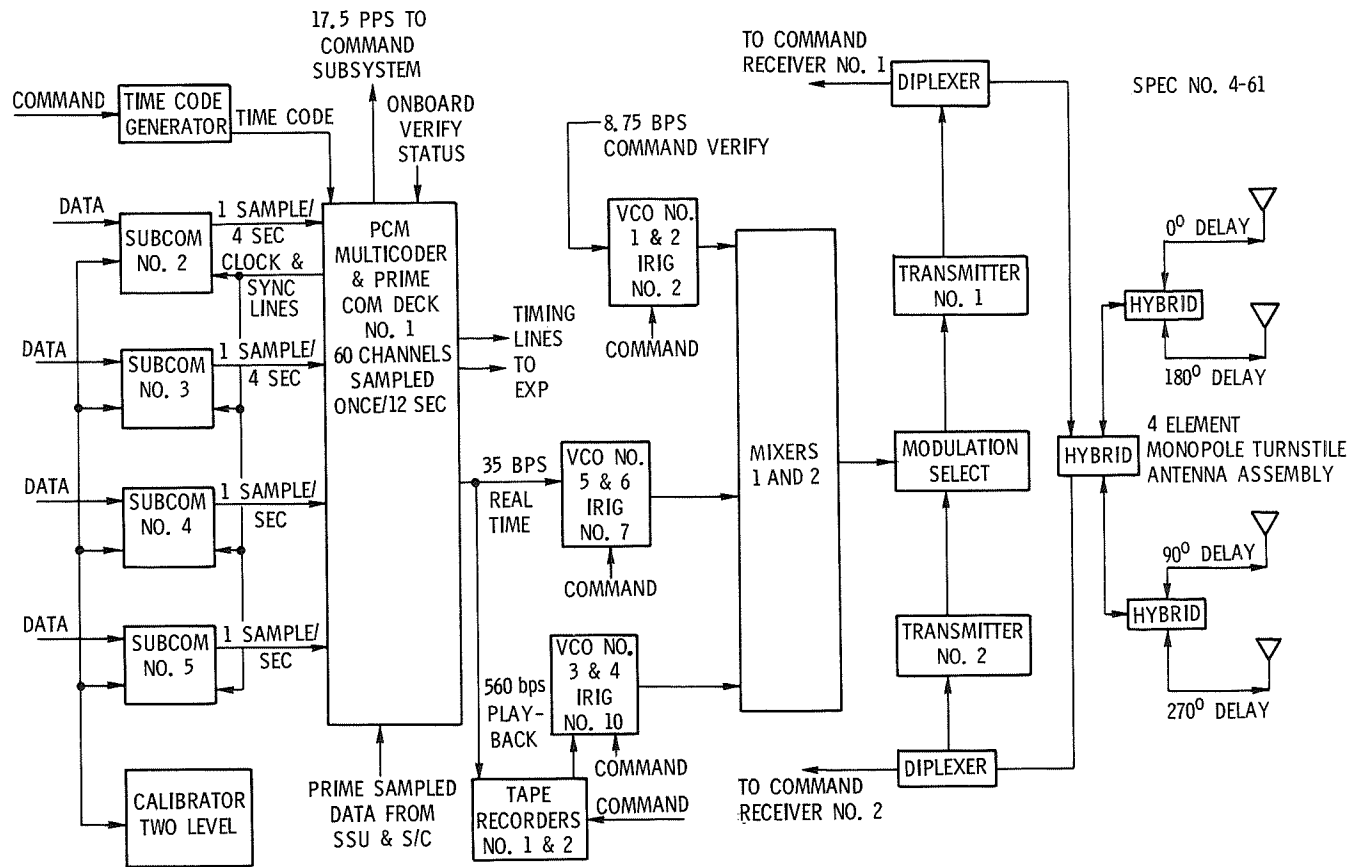 17.5 PPS TO
COMMAND
SUBSYSTEM
COMMAND
TIME CODE
GENERATOR
TIME CODE
ONBOARD
VERIFY
STATUS
DATA
SUBCOM
NO. 2
1 SAMPLE/
4 SEC
CLOCK &
SYNC
LINES
DATA
SUBCOM
NO. 3
1 SAMPLE/
4 SEC
DATA
SUBCOM
NO. 4
1 SAMPLE/
SEC
DATA
SUBCOM
NO. 5
1 SAMPLE/
SEC
CALIBRATOR
TWO LEVEL
PCM
MULTICODER
& PRIME
COM DECK
NO. 1
60 CHANNELS
SAMPLED
ONCE/12 SEC
PRIME SAMPLED
DATA FROM
SSU & S/C
TIMING
LINES
TO
EXP
8.75 BPS
COMMAND VERIFY
VCO NO.
1 & 2
IRIG
NO. 2
COMMAND
35 BPS
REAL
TIME
VCO NO.
5 & 6
IRIG
NO. 7
COMMAND
560 bps
PLAY-
BACK
VCO NO.
3 & 4
IRIG
NO. 10
COMMAND
TAPE
RECORDERS
NO. 1 & 2
COMMAND
MIXERS
1 AND 2
TO COMMAND
RECEIVER NO. 1
DIPLEXER
TRANSMITTER
NO. 1
MODULATION
SELECT
TRANSMITTER
NO. 2
DIPLEXER
TO COMMAND
RECEIVER NO. 2
SPEC NO. 4-61
0⁰ DELAY
HYBRID
180⁰ DELAY
HYBRID
4 ELEMENT
MONOPOLE TURNSTILE
ANTENNA ASSEMBLY
90⁰ DELAY
HYBRID
270⁰ DELAY